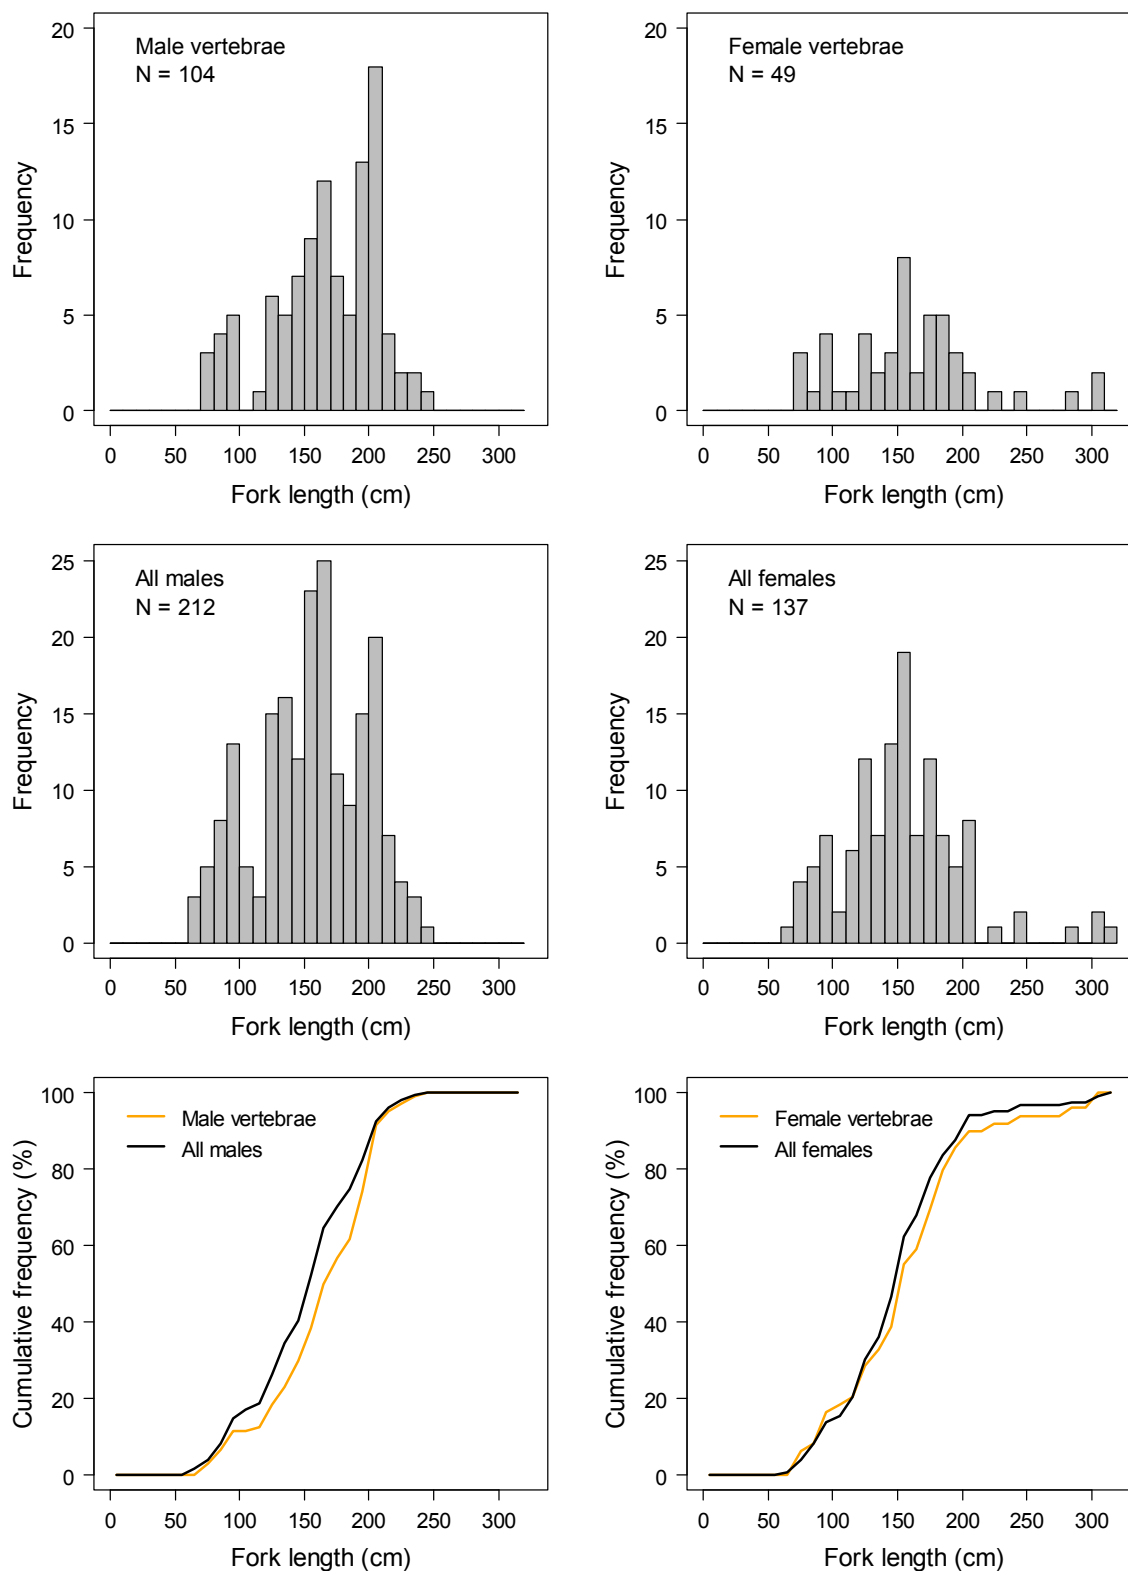 Male vertebrae
N = 104
Frequency
20
15
10
5
0
0 50 100 150 200 250 300
Fork length (cm)
Female vertebrae
N = 49
Frequency
20
15
10
5
0
0 50 100 150 200 250 300
Fork length (cm)
All males
N = 212
Frequency
25
20
15
10
5
0
0 50 100 150 200 250 300
Fork length (cm)
All females
N = 137
Frequency
25
20
15
10
5
0
0 50 100 150 200 250 300
Fork length (cm)
Male vertebrae
All males
Cumulative frequency (%)
100
80
60
40
20
0
0 50 100 150 200 250 300
Fork length (cm)
Female vertebrae
All females
Cumulative frequency (%)
100
80
60
40
20
0
0 50 100 150 200 250 300
Fork length (cm)